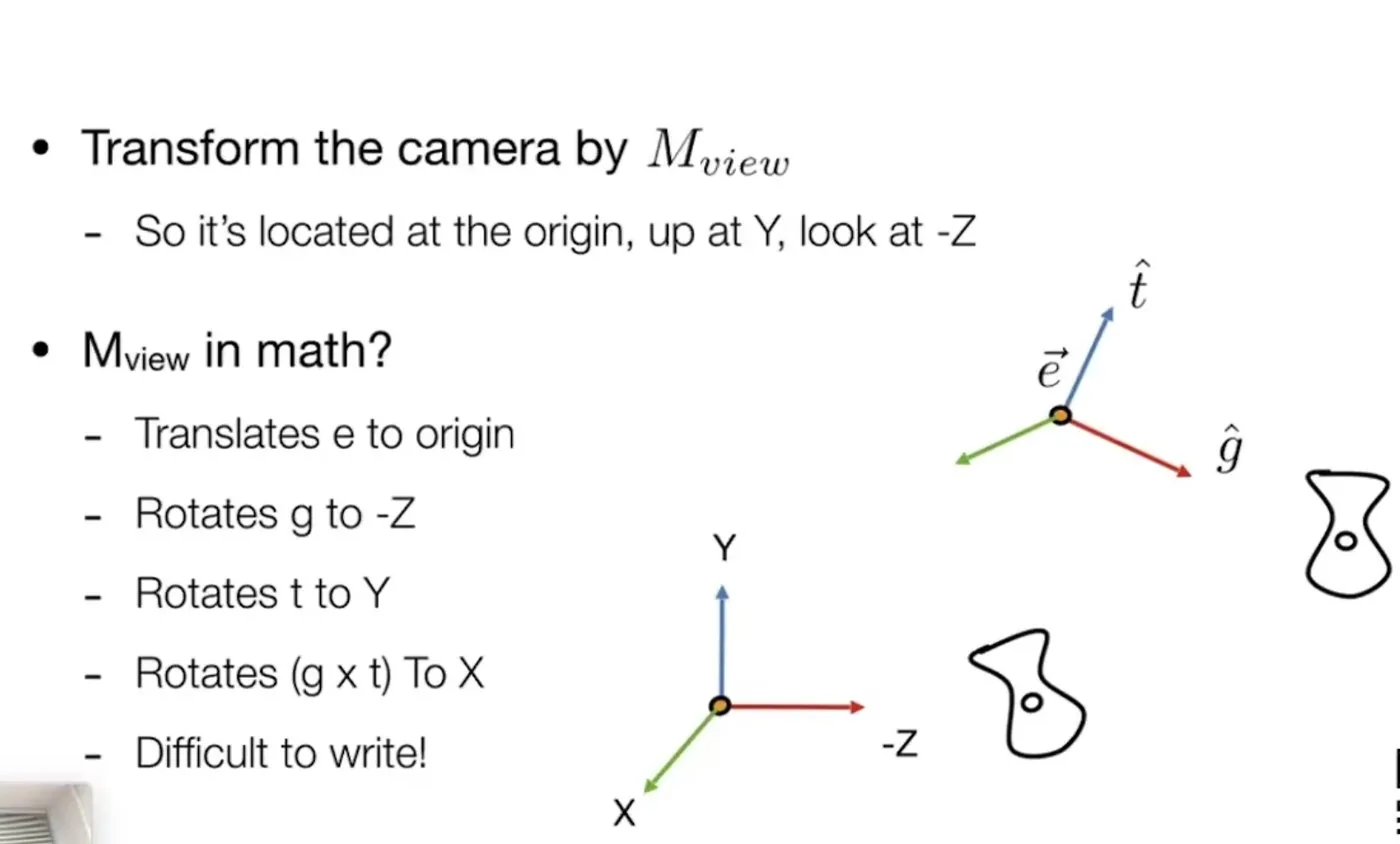 • Transform the camera by M_view
- So it's located at the origin, up at Y, look at -Z
• Mview in math?
- Translates e to origin
- Rotates g to -Z
- Rotates t to Y
- Rotates (g x t) To X
- Difficult to write!
t̂
e⃗
ĝ
Y
-Z
X